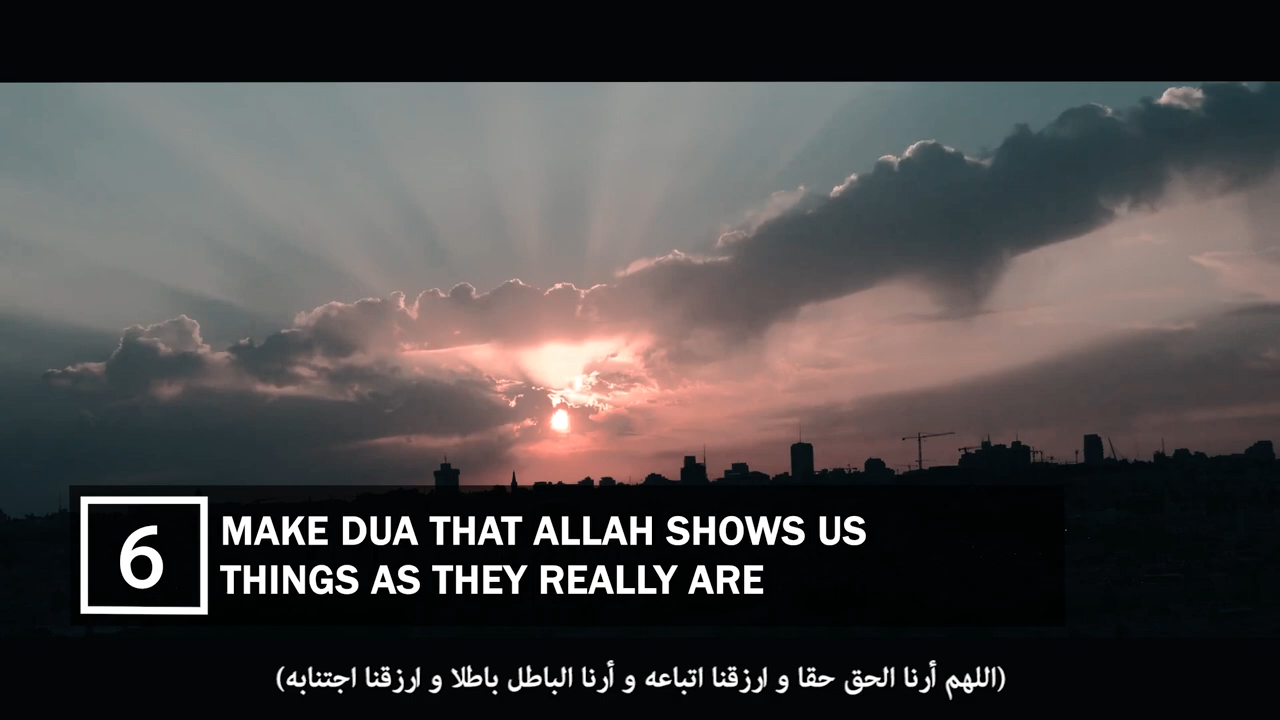 6
MAKE DUA THAT ALLAH SHOWS US
THINGS AS THEY REALLY ARE
(اللهم أرنا الحق حقا و ارزقنا اتباعه و أرنا الباطل باطلا و ارزقنا اجتنابه)